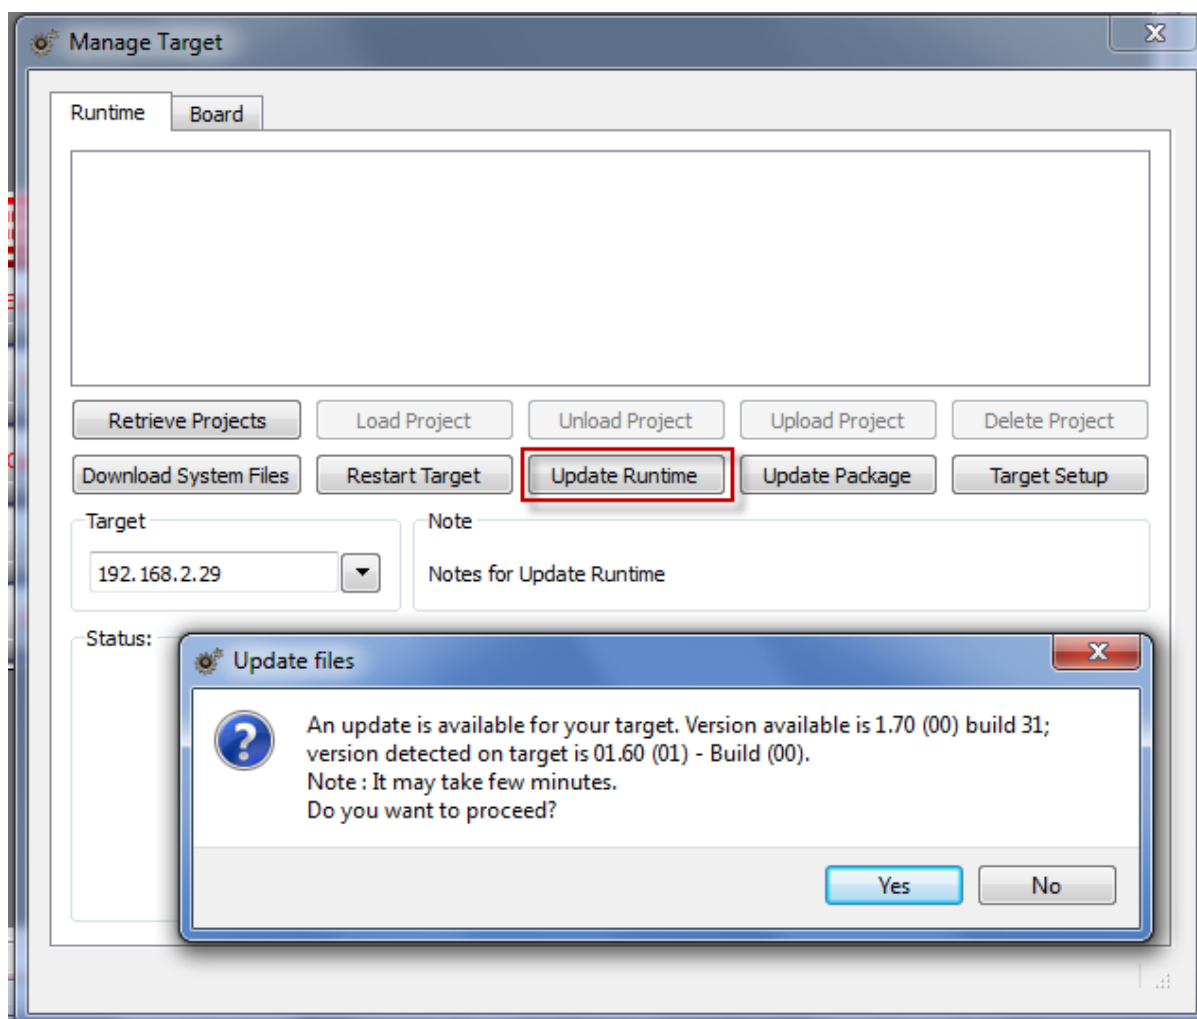 Manage Target
Runtime
Board
Retrieve Projects
Load Project
Unload Project
Upload Project
Delete Project
Download System Files
Restart Target
Update Runtime
Update Package
Target Setup
Target
Note
192.168.2.29
Notes for Update Runtime
Status:
Update files
An update is available for your target. Version available is 1.70 (00) build 31;
version detected on target is 01.60 (01) - Build (00).
Note : It may take few minutes.
Do you want to proceed?
Yes
No